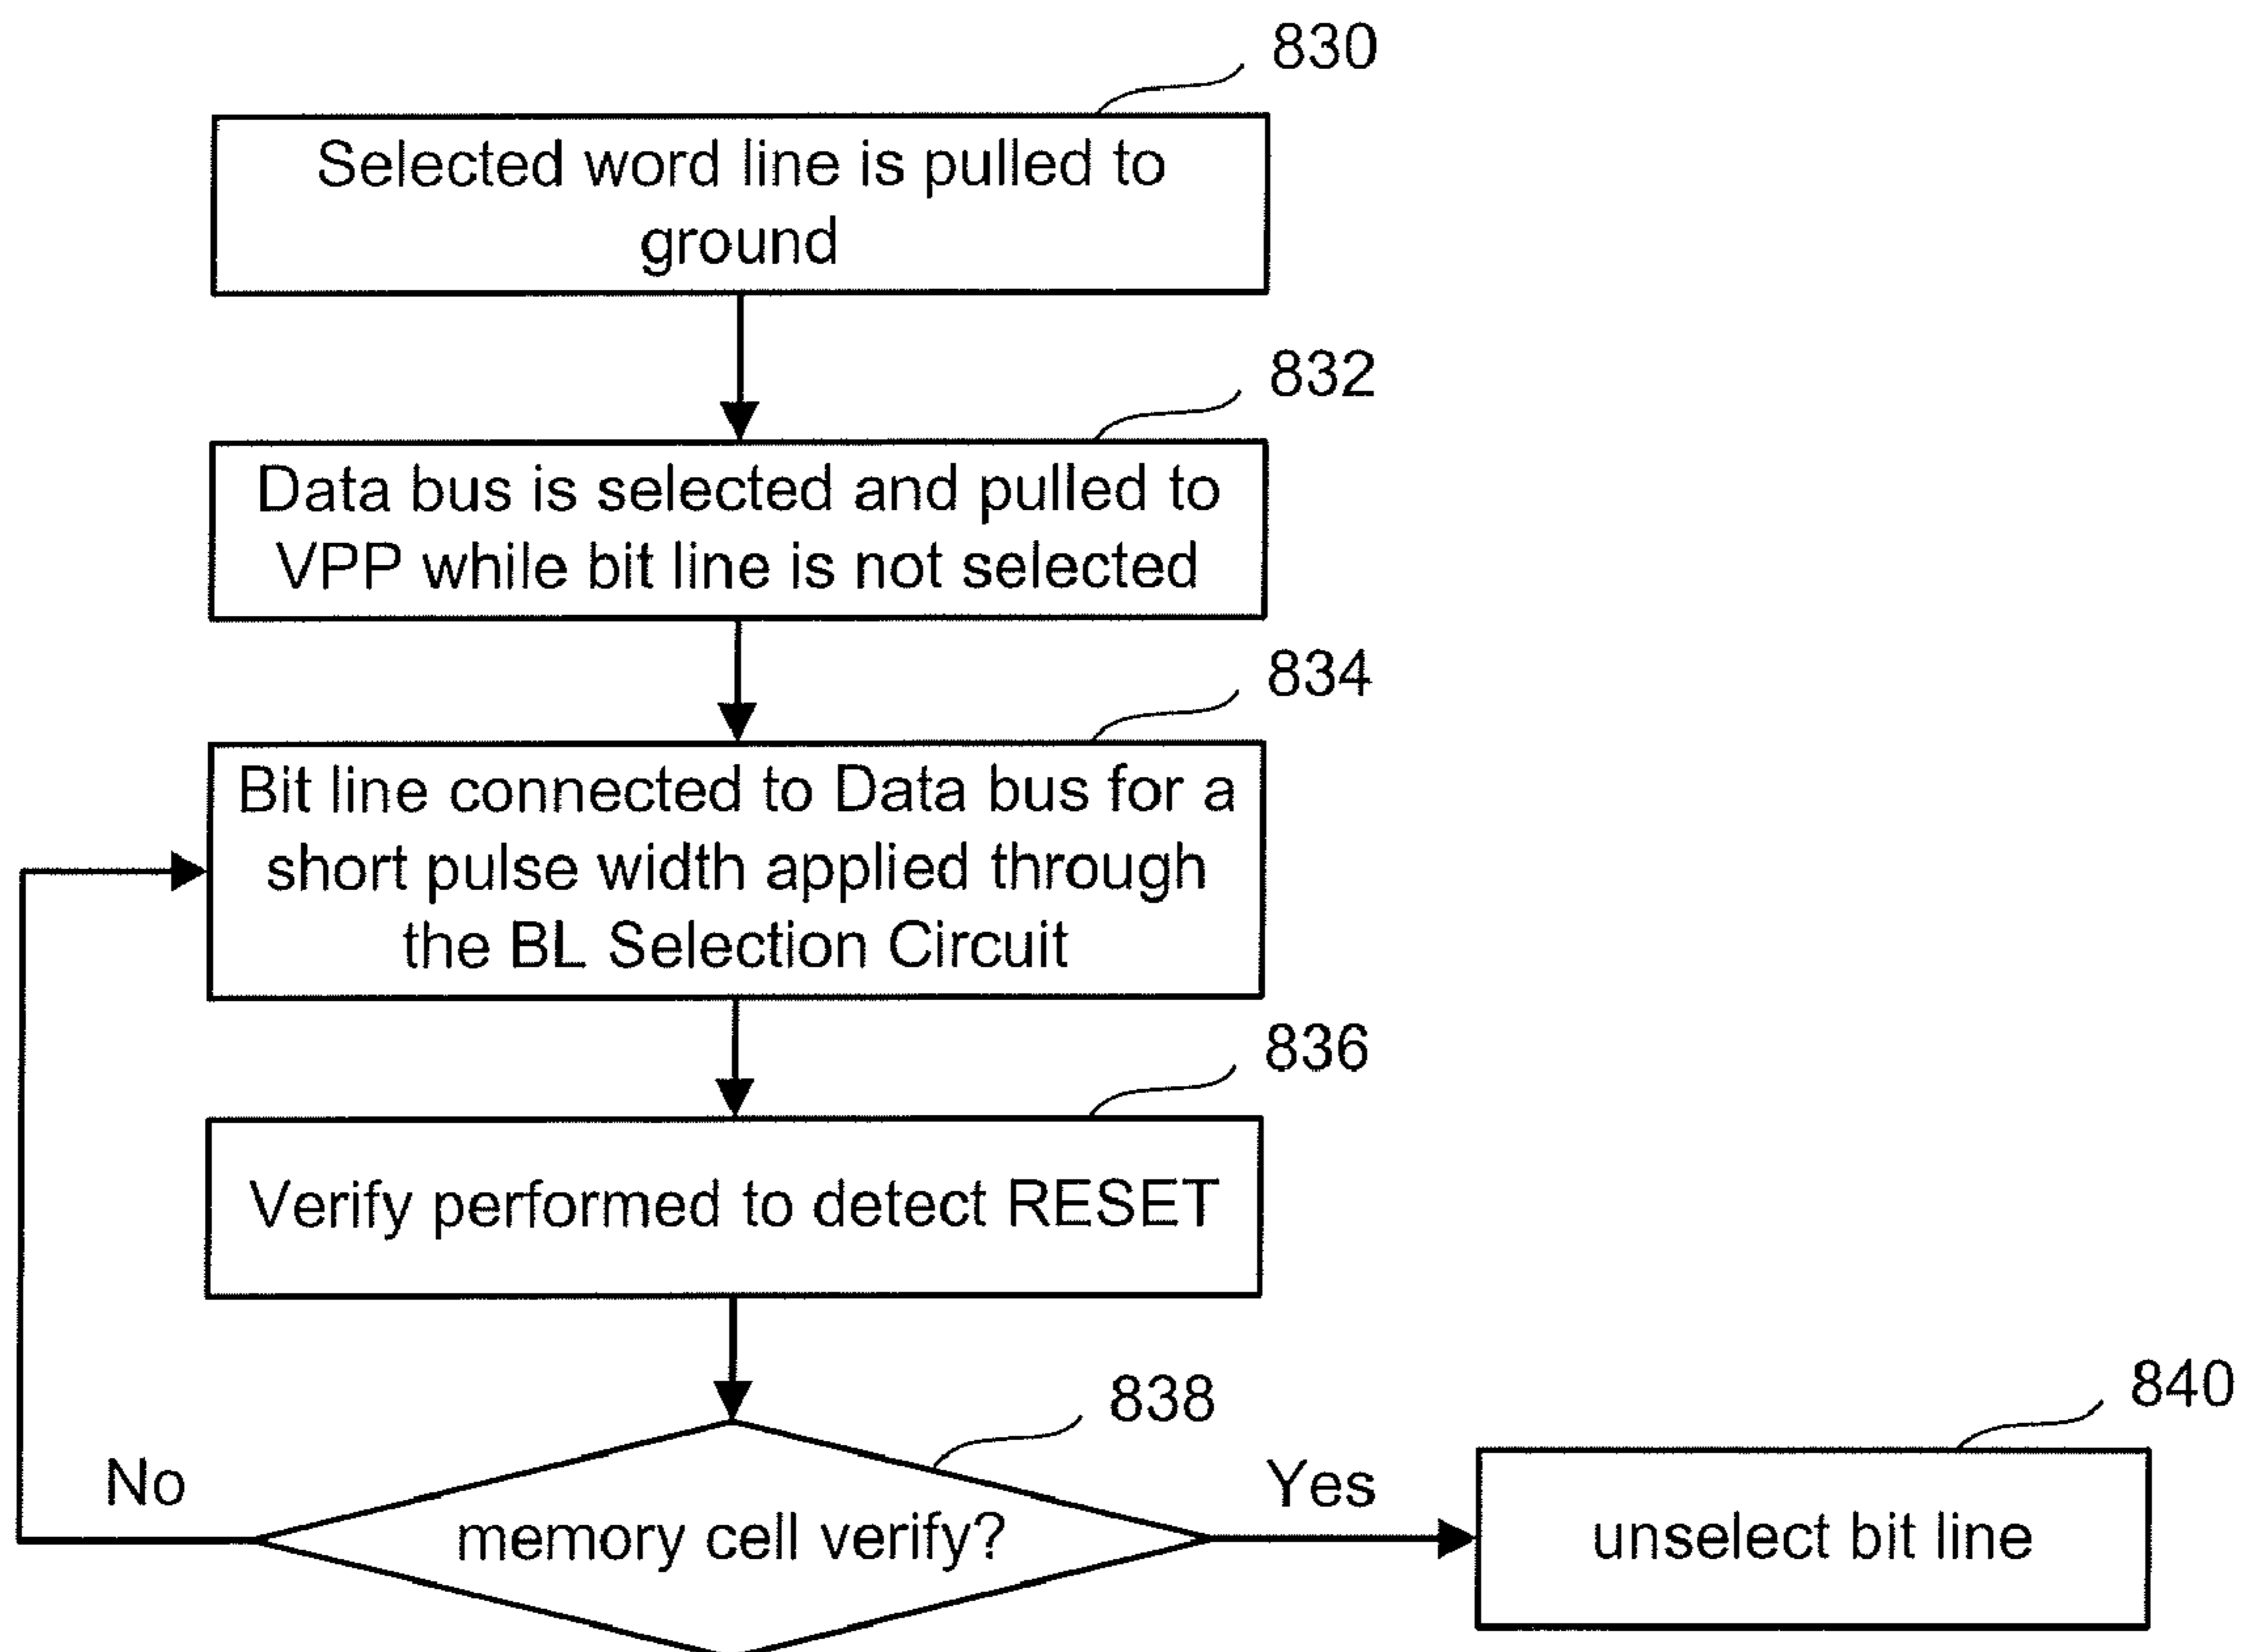 830
Selected word line is pulled to
ground
832
Data bus is selected and pulled to
VPP while bit line is not selected
834
Bit line connected to Data bus for a
short pulse width applied through
the BL Selection Circuit
836
Verify performed to detect RESET
838
840
No
Yes
memory cell verify?
unselect bit line